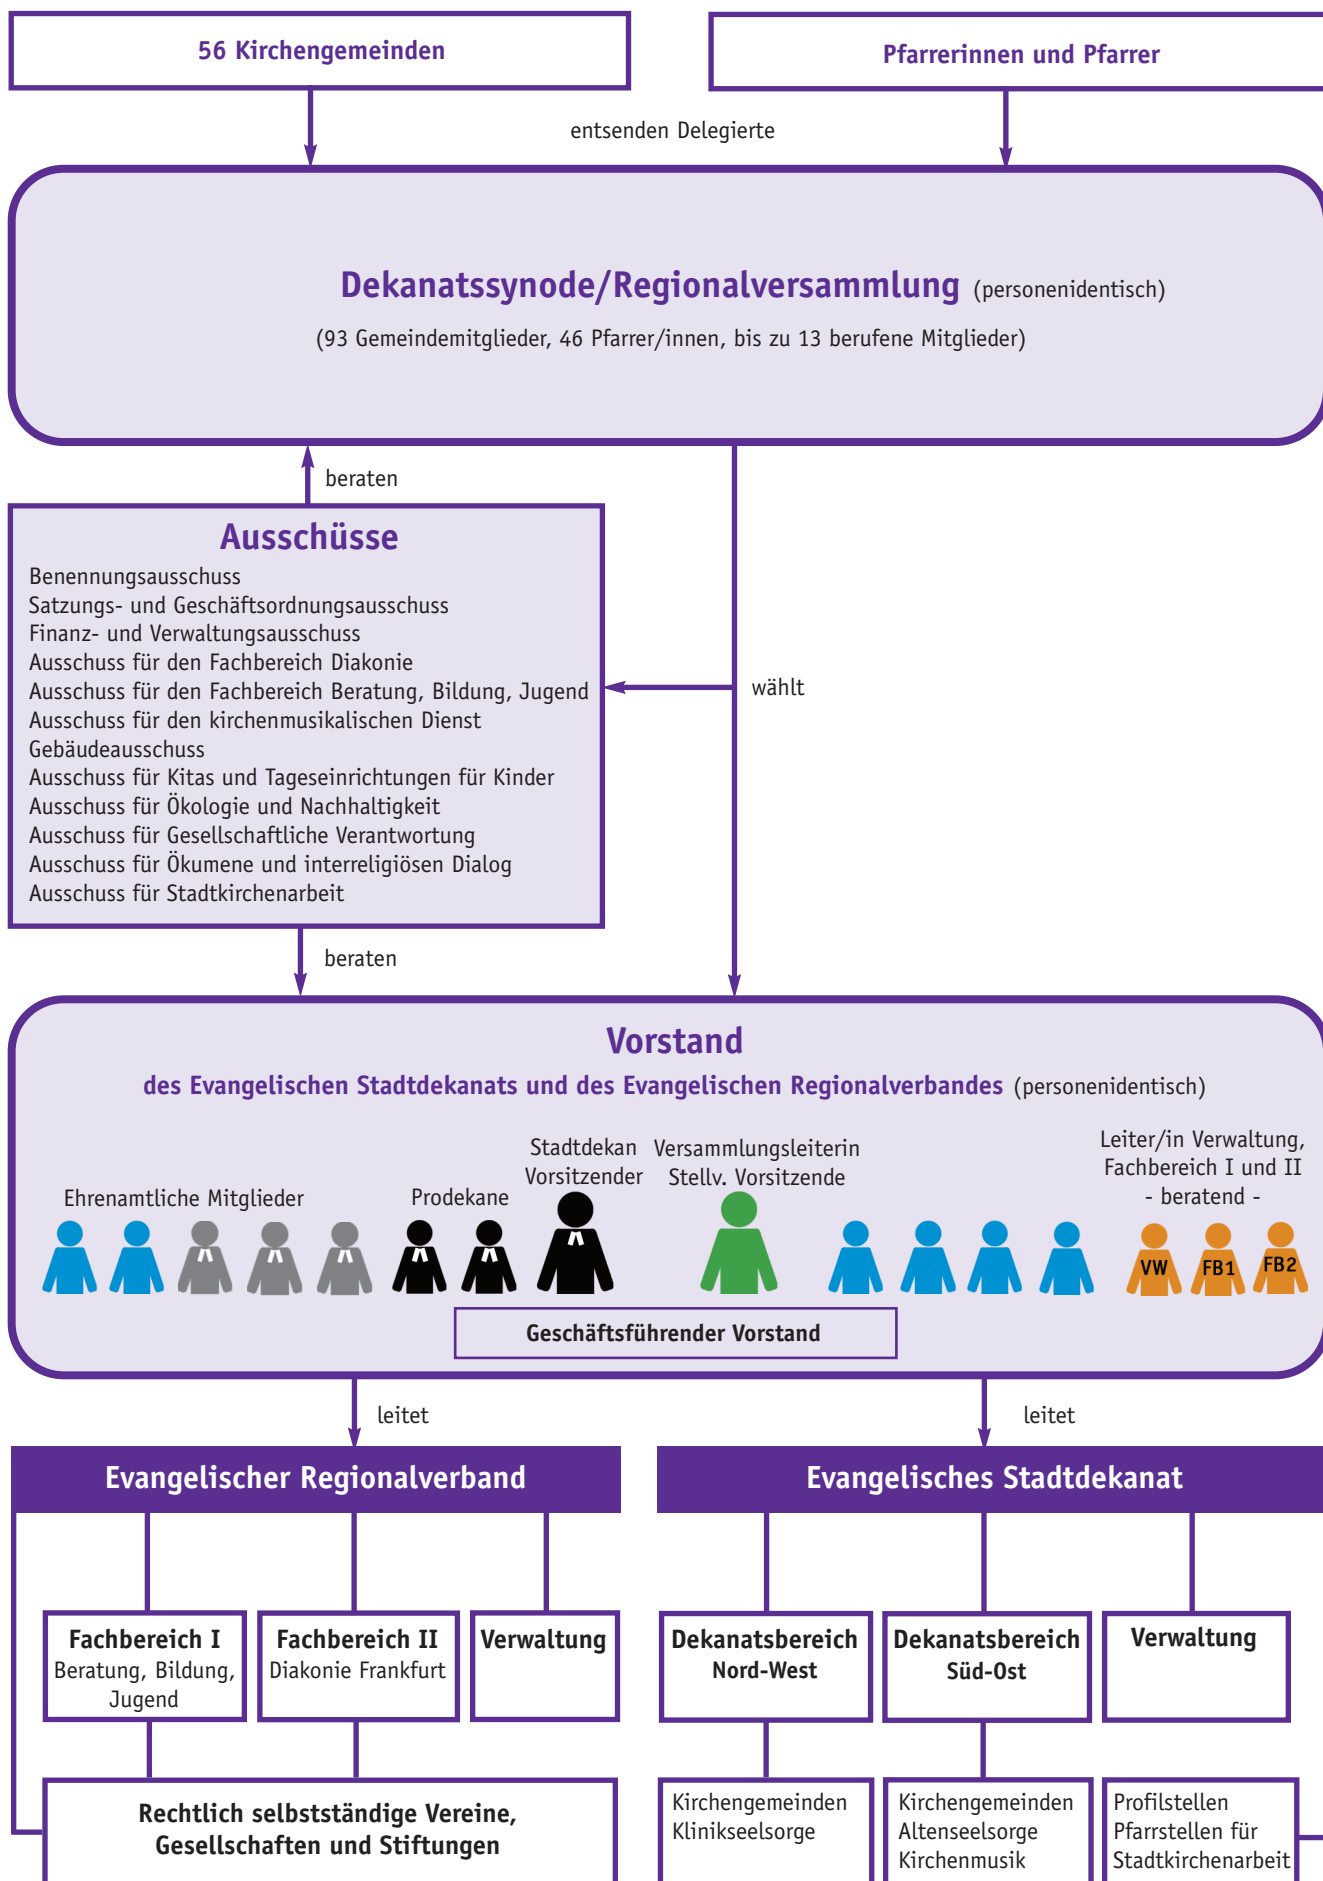 56 Kirchengemeinden
Pfarrerinnen und Pfarrer
entsenden Delegierte
Dekanatssynode/Regionalversammlung (personenidentisch)
(93 Gemeindemitglieder, 46 Pfarrer/innen, bis zu 13 berufene Mitglieder)
beraten
Ausschüsse
Benennungsausschuss
Satzungs- und Geschäftsordnungsausschuss
Finanz- und Verwaltungsausschuss
Ausschuss für den Fachbereich Diakonie
Ausschuss für den Fachbereich Beratung, Bildung, Jugend
Ausschuss für den kirchenmusikalischen Dienst
Gebäudeausschuss
Ausschuss für Kitas und Tageseinrichtungen für Kinder
Ausschuss für Ökologie und Nachhaltigkeit
Ausschuss für Gesellschaftliche Verantwortung
Ausschuss für Ökumene und interreligiösen Dialog
Ausschuss für Stadtkirchenarbeit
wählt
beraten
Vorstand
des Evangelischen Stadtdekanats und des Evangelischen Regionalverbandes (personenidentisch)
Ehrenamtliche Mitglieder
Prodekane
Stadtdekan
Vorsitzender
Versammlungsleiterin
Stellv. Vorsitzende
Leiter/in Verwaltung,
Fachbereich I und II
- beratend -
VW
FB1
FB2
Geschäftsführender Vorstand
leitet
leitet
Evangelischer Regionalverband
Fachbereich I
Beratung, Bildung,
Jugend
Fachbereich II
Diakonie Frankfurt
Verwaltung
Rechtlich selbstständige Vereine,
Gesellschaften und Stiftungen
Evangelisches Stadtdekanat
Dekanatsbereich
Nord-West
Dekanatsbereich
Süd-Ost
Verwaltung
Kirchengemeinden
Klinikseelsorge
Kirchengemeinden
Altenseelsorge
Kirchenmusik
Profilstellen
Pfarrstellen für
Stadtkirchenarbeit